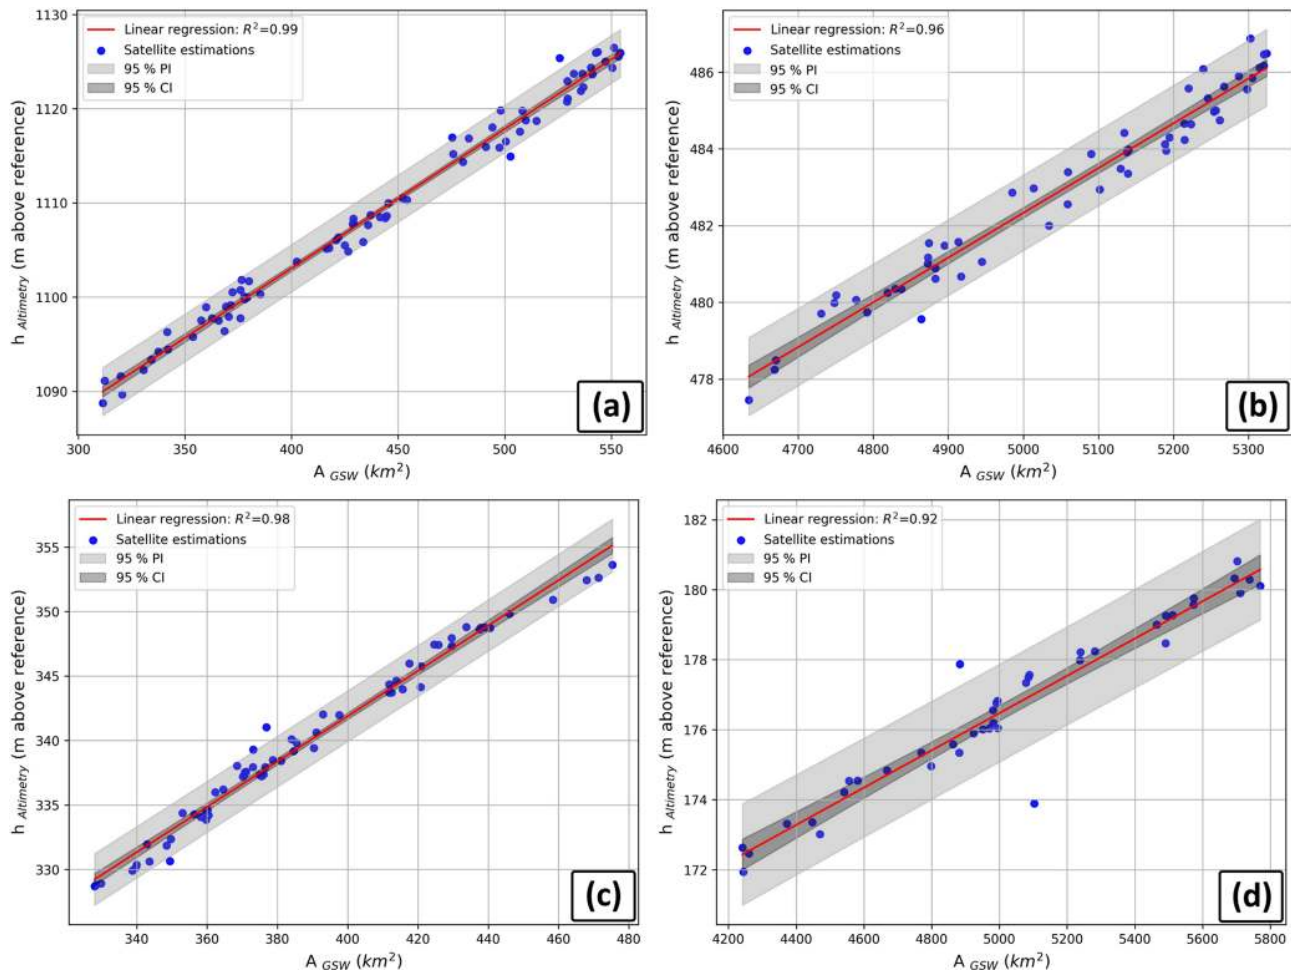 Linear regression: R²=0.99
Satellite estimations
95 % PI
95 % CI
1130
1120
1110
1100
1090
h Altimetry (m above reference)
300 350 400 450 500 550
A GSW (km²)
(a)
Linear regression: R²=0.96
Satellite estimations
95 % PI
95 % CI
486
484
482
480
478
h Altimetry (m above reference)
4600 4700 4800 4900 5000 5100 5200 5300
A GSW (km²)
(b)
Linear regression: R²=0.98
Satellite estimations
95 % PI
95 % CI
355
350
345
340
335
330
h Altimetry (m above reference)
340 360 380 400 420 440 460 480
A GSW (km²)
(c)
Linear regression: R²=0.92
Satellite estimations
95 % PI
95 % CI
182
180
178
176
174
172
h Altimetry (m above reference)
4200 4400 4600 4800 5000 5200 5400 5600 5800
A GSW (km²)
(d)